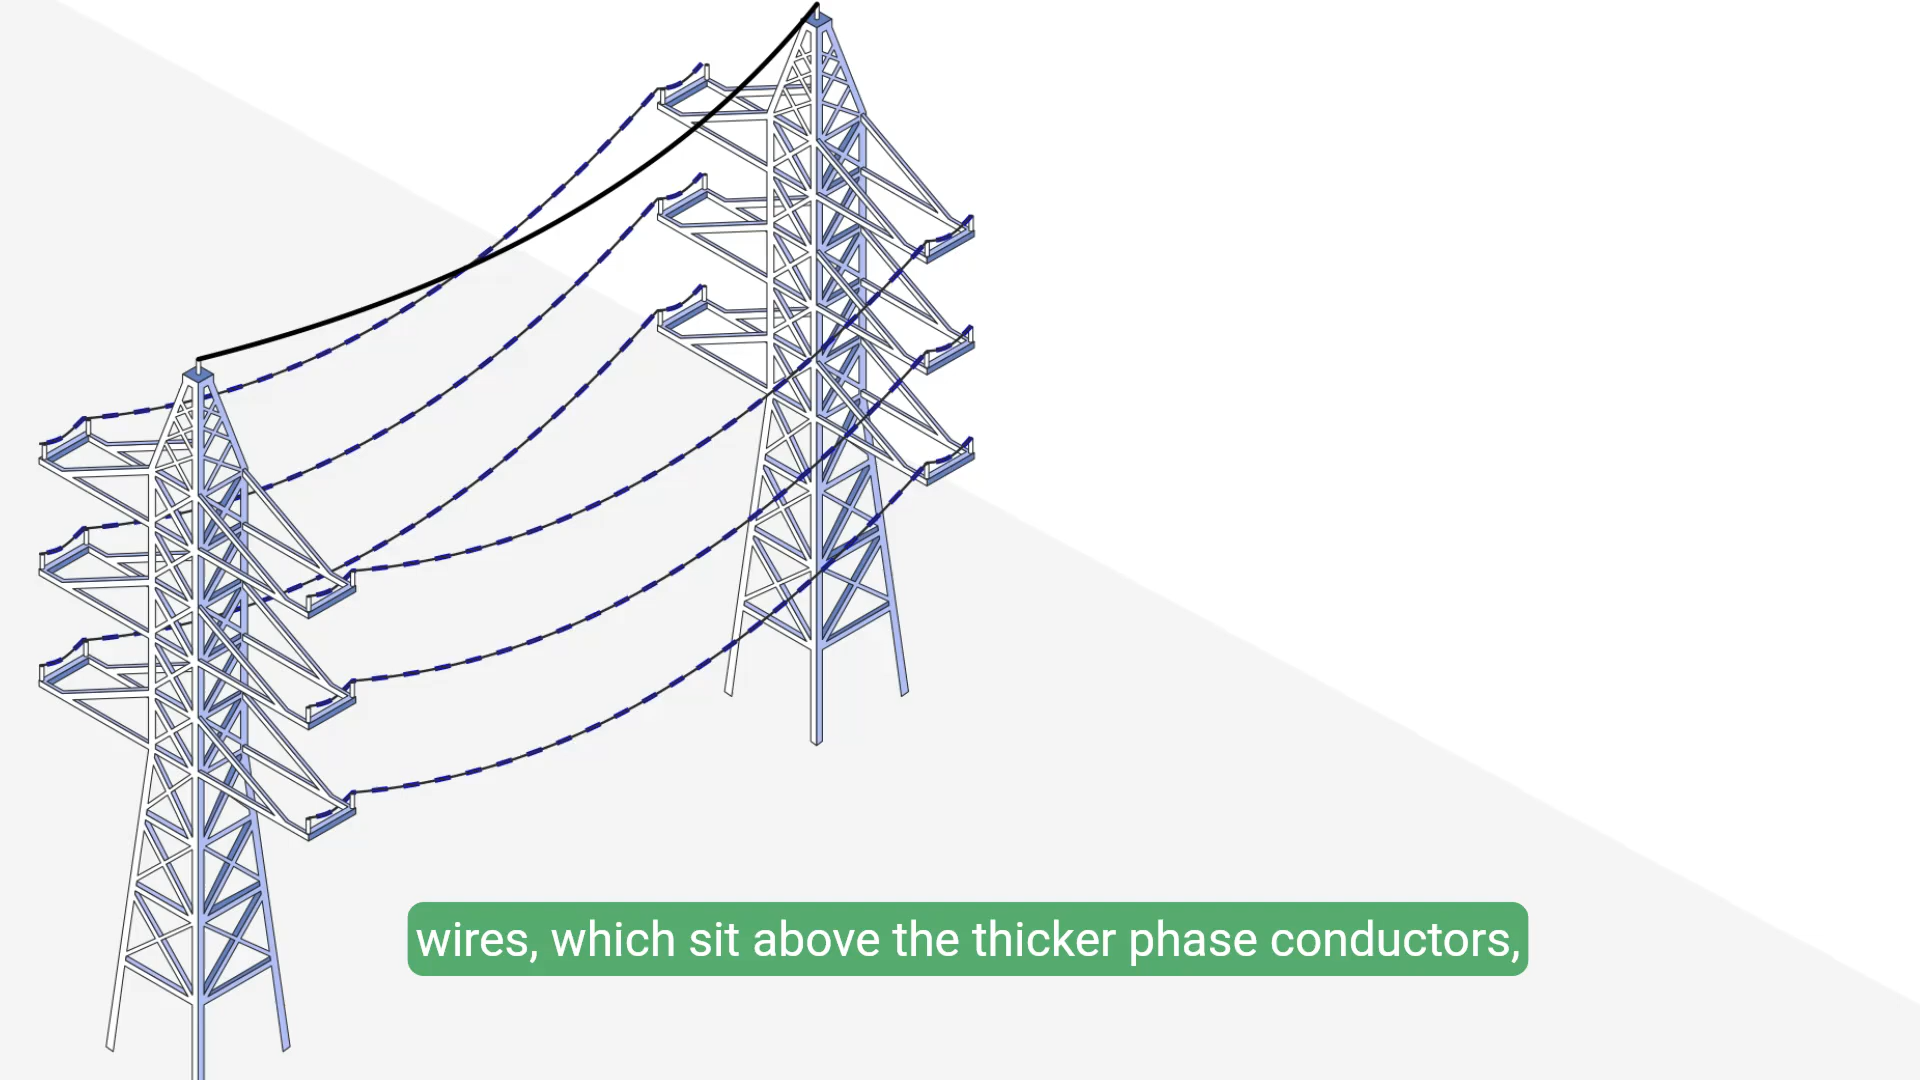 wires, which sit above the thicker phase conductors,